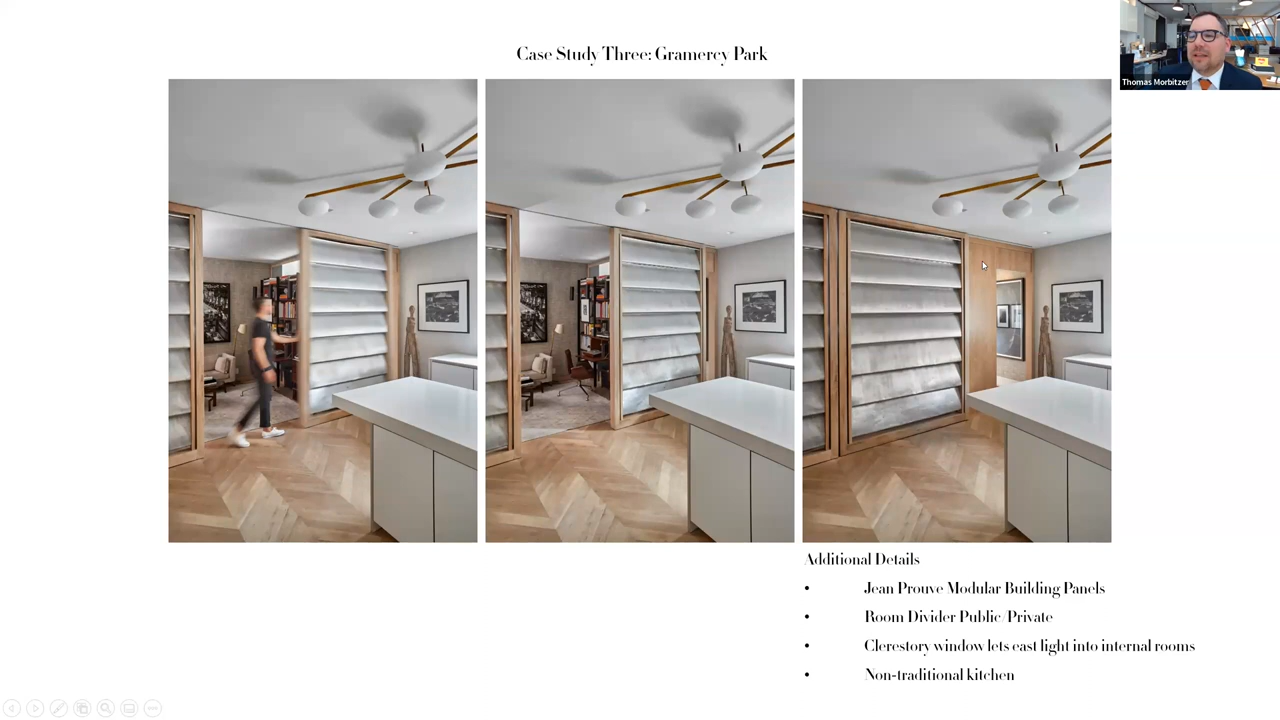 Case Study Three: Gramercy Park
Thomas Morbitzer
Additional Details
• Jean Prouve Modular Building Panels
• Room Divider Public/Private
• Clerestory window lets east light into internal rooms
• Non-traditional kitchen